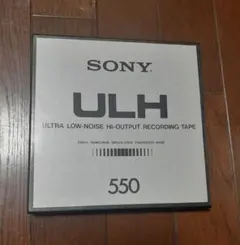 SONY
ULH
ULTRA LOW-NOISE HI-OUTPUT RECORDING TAPE
550